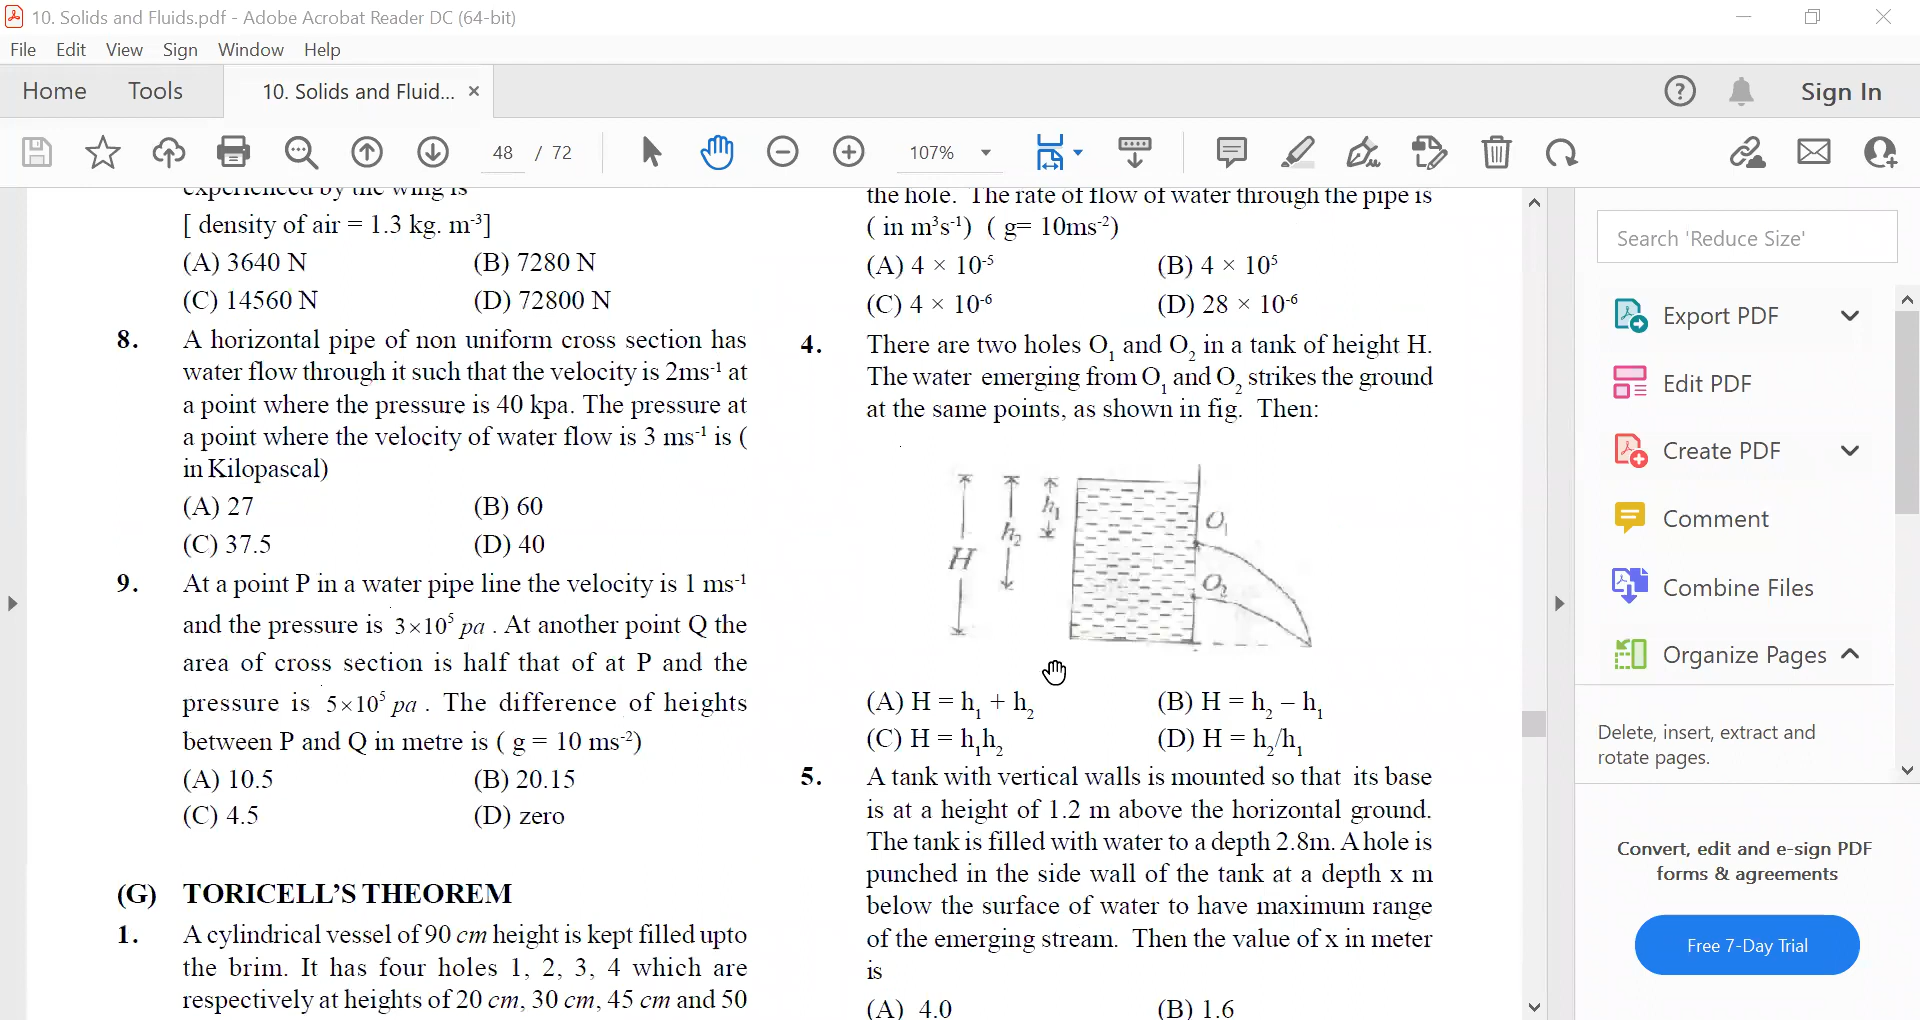 10. Solids and Fluids.pdf - Adobe Acrobat Reader DC (64-bit)
File Edit View Sign Window Help
Home Tools 10. Solids and Fluid... × Sign In
48 / 72 107%
experienced by the wing is
[ density of air = 1.3 kg. m⁻³]
(A) 3640 N (B) 7280 N
(C) 14560 N (D) 72800 N
8. A horizontal pipe of non uniform cross section has
water flow through it such that the velocity is 2ms⁻¹ at
a point where the pressure is 40 kpa. The pressure at
a point where the velocity of water flow is 3 ms⁻¹ is (
in Kilopascal)
(A) 27 (B) 60
(C) 37.5 (D) 40
9. At a point P in a water pipe line the velocity is 1 ms⁻¹
and the pressure is 3×10⁵ pa . At another point Q the
area of cross section is half that of at P and the
pressure is 5×10⁵ pa . The difference of heights
between P and Q in metre is ( g = 10 ms⁻²)
(A) 10.5 (B) 20.15
(C) 4.5 (D) zero
(G) TORICELL'S THEOREM
1. A cylindrical vessel of 90 cm height is kept filled upto
the brim. It has four holes 1, 2, 3, 4 which are
respectively at heights of 20 cm, 30 cm, 45 cm and 50
the hole. The rate of flow of water through the pipe is
( in m³s⁻¹) ( g= 10ms⁻²)
(A) 4 × 10⁻⁵ (B) 4 × 10⁵
(C) 4 × 10⁻⁶ (D) 28 × 10⁻⁶
4. There are two holes O₁ and O₂ in a tank of height H.
The water emerging from O₁ and O₂ strikes the ground
at the same points, as shown in fig. Then:
H h₂ h₁ O₁
O₂
(A) H = h₁ + h₂ (B) H = h₂ – h₁
(C) H = h₁h₂ (D) H = h₂/h₁
5. A tank with vertical walls is mounted so that its base
is at a height of 1.2 m above the horizontal ground.
The tank is filled with water to a depth 2.8m. A hole is
punched in the side wall of the tank at a depth x m
below the surface of water to have maximum range
of the emerging stream. Then the value of x in meter
is
(A) 4.0 (B) 1.6
Search 'Reduce Size'
Export PDF
Edit PDF
Create PDF
Comment
Combine Files
Organize Pages
Delete, insert, extract and
rotate pages.
Convert, edit and e-sign PDF
forms & agreements
Free 7-Day Trial